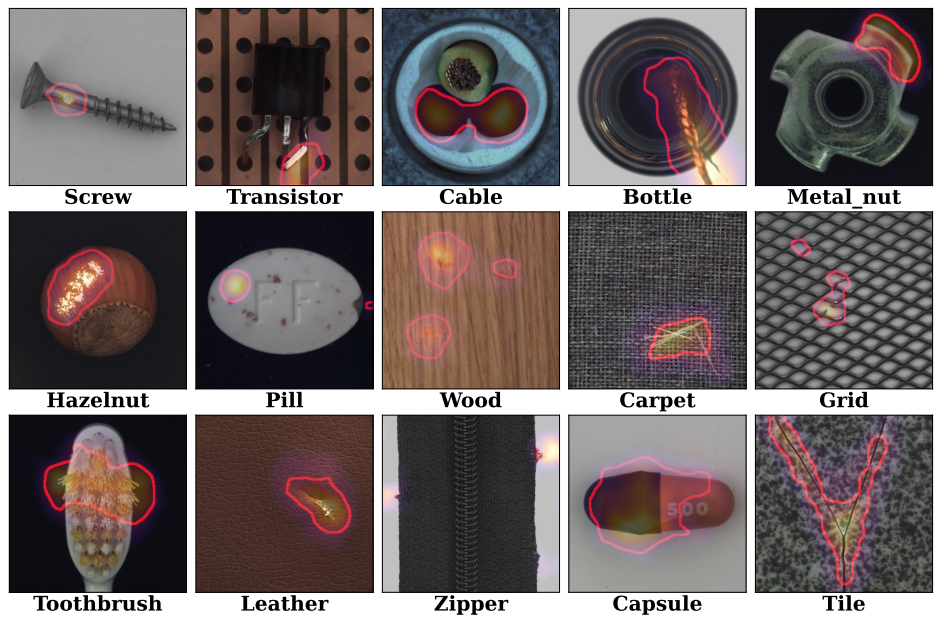 Screw Transistor Cable Bottle Metal_nut
FF
Hazelnut Pill Wood Carpet Grid
500
Toothbrush Leather Zipper Capsule Tile